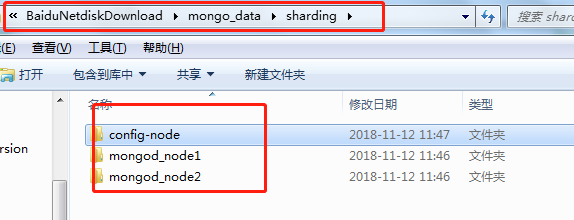 « BaiduNetdiskDownload ▸ mongo_data ▸ sharding ▸ 搜索 shard
(E) 查看(V) 工具(T) 帮助(H)
打开 包含到库中 共享 新建文件夹
名称 修改日期 类型
config-node 2018-11-12 11:47 文件夹
rsion mongod_node1 2018-11-12 11:46 文件夹
mongod_node2 2018-11-12 11:46 文件夹